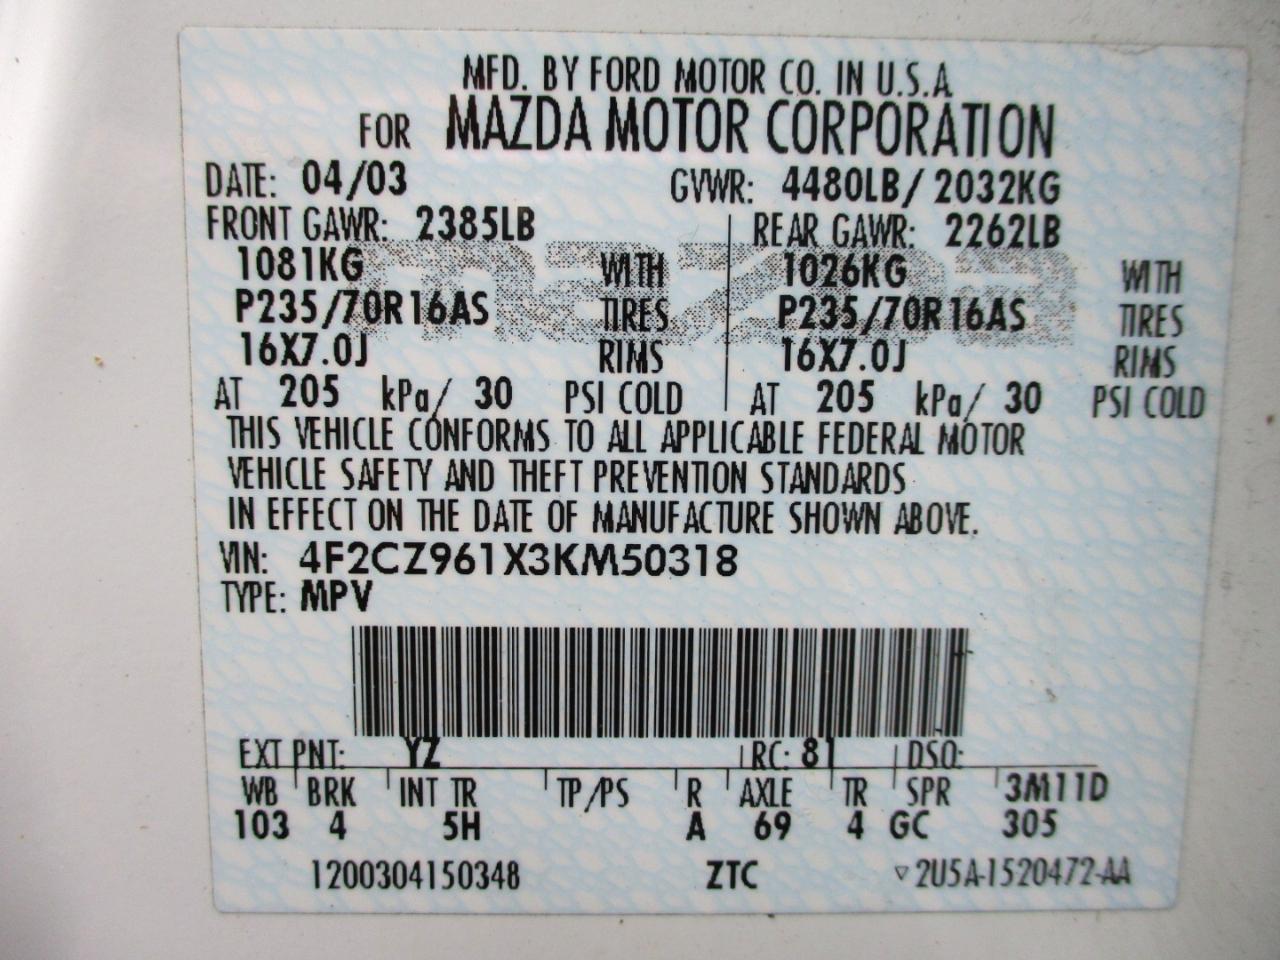 MFD. BY FORD MOTOR CO. IN U.S.A
FOR MAZDA MOTOR CORPORATION
DATE: 04/03 GVWR: 4480LB/ 2032KG
FRONT GAWR: 2385LB REAR GAWR: 2262LB
1081KG WITH 1026KG WITH
P235/70R16AS TIRES P235/70R16AS TIRES
16X7.0J RIMS 16X7.0J RIMS
AT 205 kPa/ 30 PSI COLD AT 205 kPa/ 30 PSI COLD
THIS VEHICLE CONFORMS TO ALL APPLICABLE FEDERAL MOTOR
VEHICLE SAFETY AND THEFT PREVENTION STANDARDS
IN EFFECT ON THE DATE OF MANUFACTURE SHOWN ABOVE.
VIN: 4F2CZ961X3KM50318
TYPE: MPV
EXT PNT: YZ RC: 81 DSO:
WB BRK INT TR TP/PS R AXLE TR SPR 3M11D
103 4 5H A 69 4 GC 305
1200304150348 ZTC ▽2U5A-1520472-AA